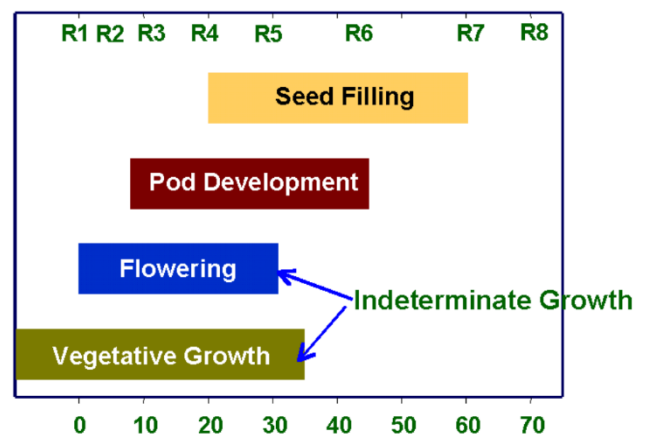 R1 R2 R3 R4 R5 R6 R7 R8
Seed Filling
Pod Development
Flowering
Indeterminate Growth
Vegetative Growth
0 10 20 30 40 50 60 70